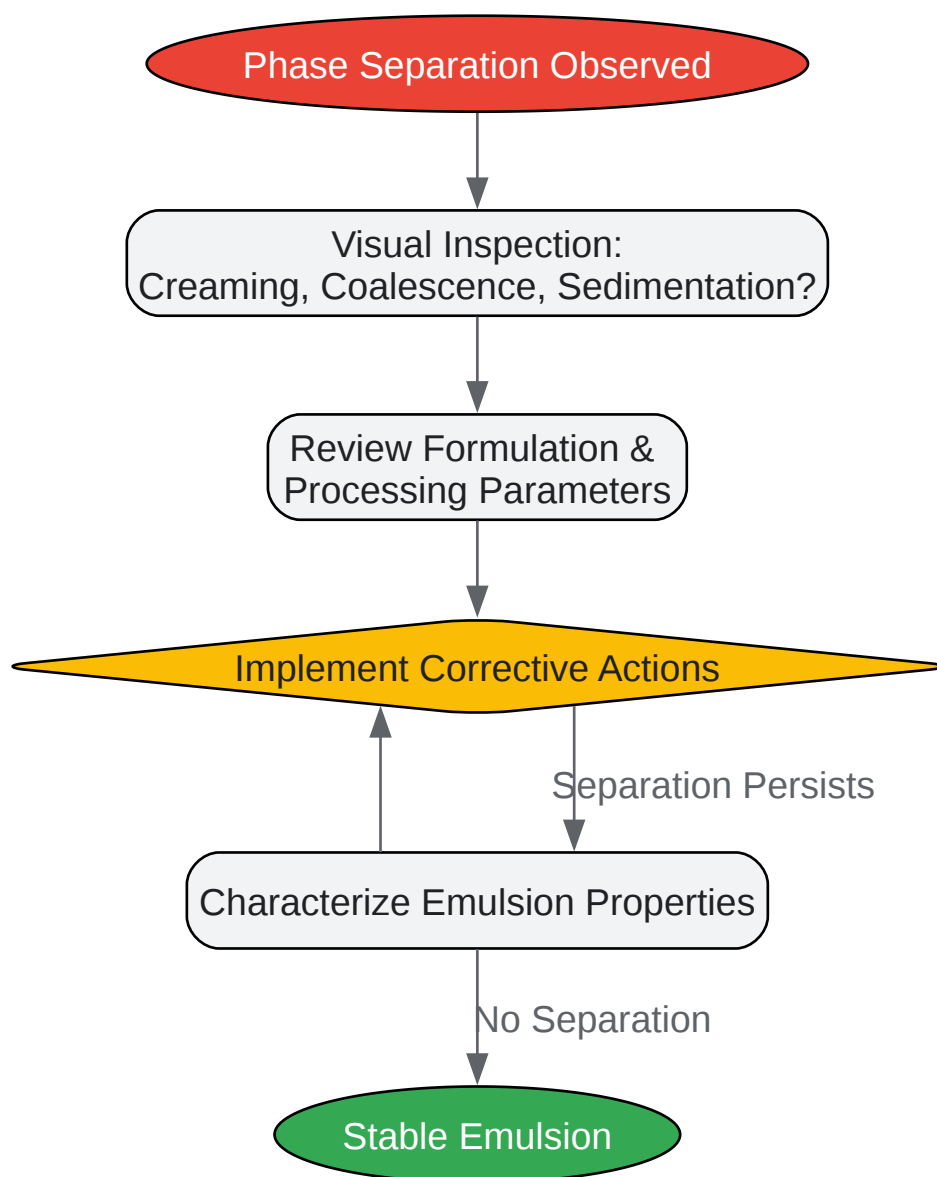 Phase Separation Observed
Visual Inspection:
Creaming, Coalescence, Sedimentation?
Review Formulation &
Processing Parameters
Implement Corrective Actions
Separation Persists
Characterize Emulsion Properties
No Separation
Stable Emulsion